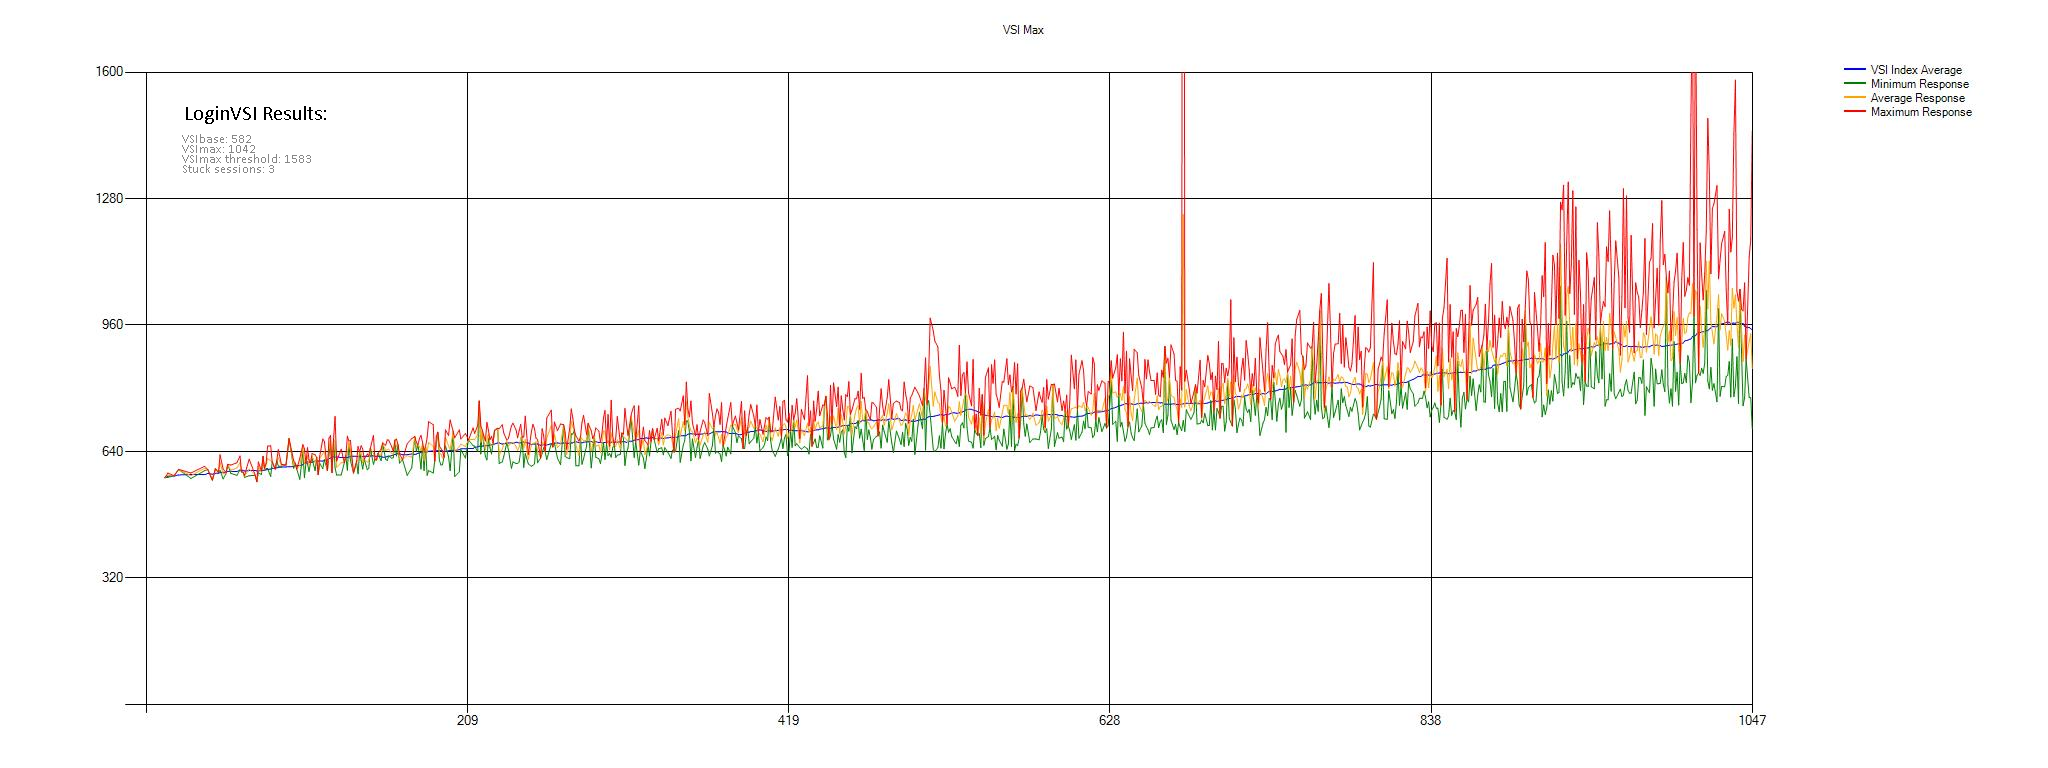 VSI Max
1600
1280
960
640
320
LoginVSI Results:
VSIbase: 582
VSImax: 1042
VSImax threshold: 1583
Stuck sessions: 3
209
419
628
838
1047
VSI Index Average
Minimum Response
Average Response
Maximum Response